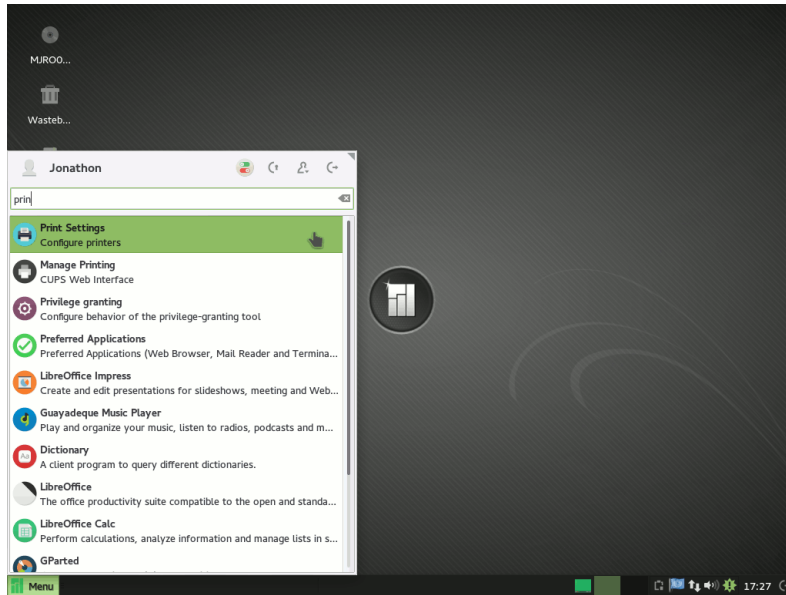 MJRO0...
Wasteb...
Jonathon
prin
Print Settings
Configure printers
Manage Printing
CUPS Web Interface
Privilege granting
Configure behavior of the privilege-granting tool
Preferred Applications
Preferred Applications (Web Browser, Mail Reader and Termina...
LibreOffice Impress
Create and edit presentations for slideshows, meeting and Web...
Guayadeque Music Player
Play and organize your music, listen to radios, podcasts and m...
Dictionary
A client program to query different dictionaries.
LibreOffice
The office productivity suite compatible to the open and standa...
LibreOffice Calc
Perform calculations, analyze information and manage lists in s...
GParted
Menu
17:27